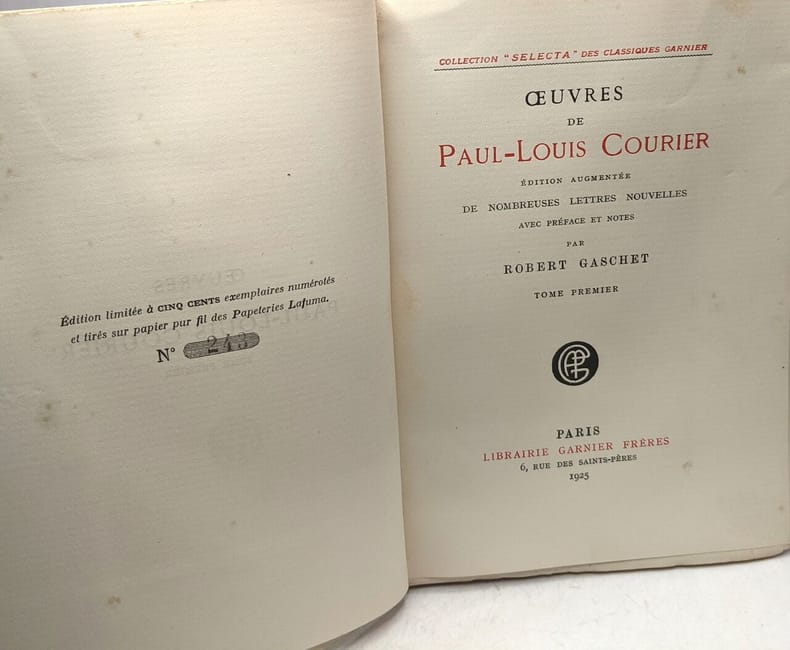 Édition limitée à CINQ CENTS exemplaires numérotés
et tirés sur papier pur fil des Papeteries Lafuma.
N° 243
COLLECTION "SELECTA" DES CLASSIQUES GARNIER
ŒUVRES
DE
PAUL-LOUIS COURIER
ÉDITION AUGMENTÉE
DE NOMBREUSES LETTRES NOUVELLES
AVEC PRÉFACE ET NOTES
PAR
ROBERT GASCHET
TOME PREMIER
PARIS
LIBRAIRIE GARNIER FRÈRES
6, RUE DES SAINTS-PÈRES
1925